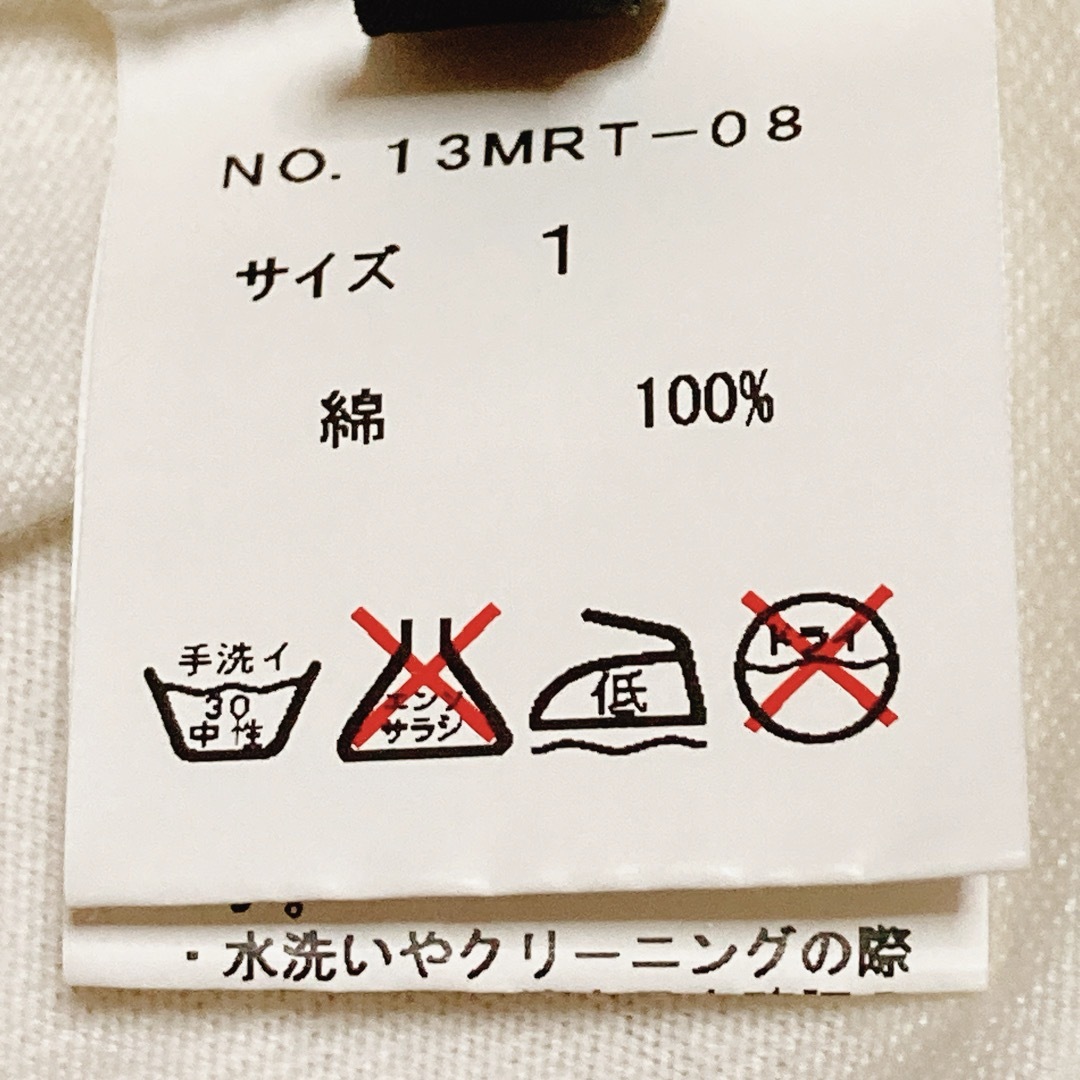 NO. 13MRT-08
サイズ 1
綿 100%
手洗イ
30
中性
エンソ
サラシ
低
ドライ
・水洗いやクリーニングの際